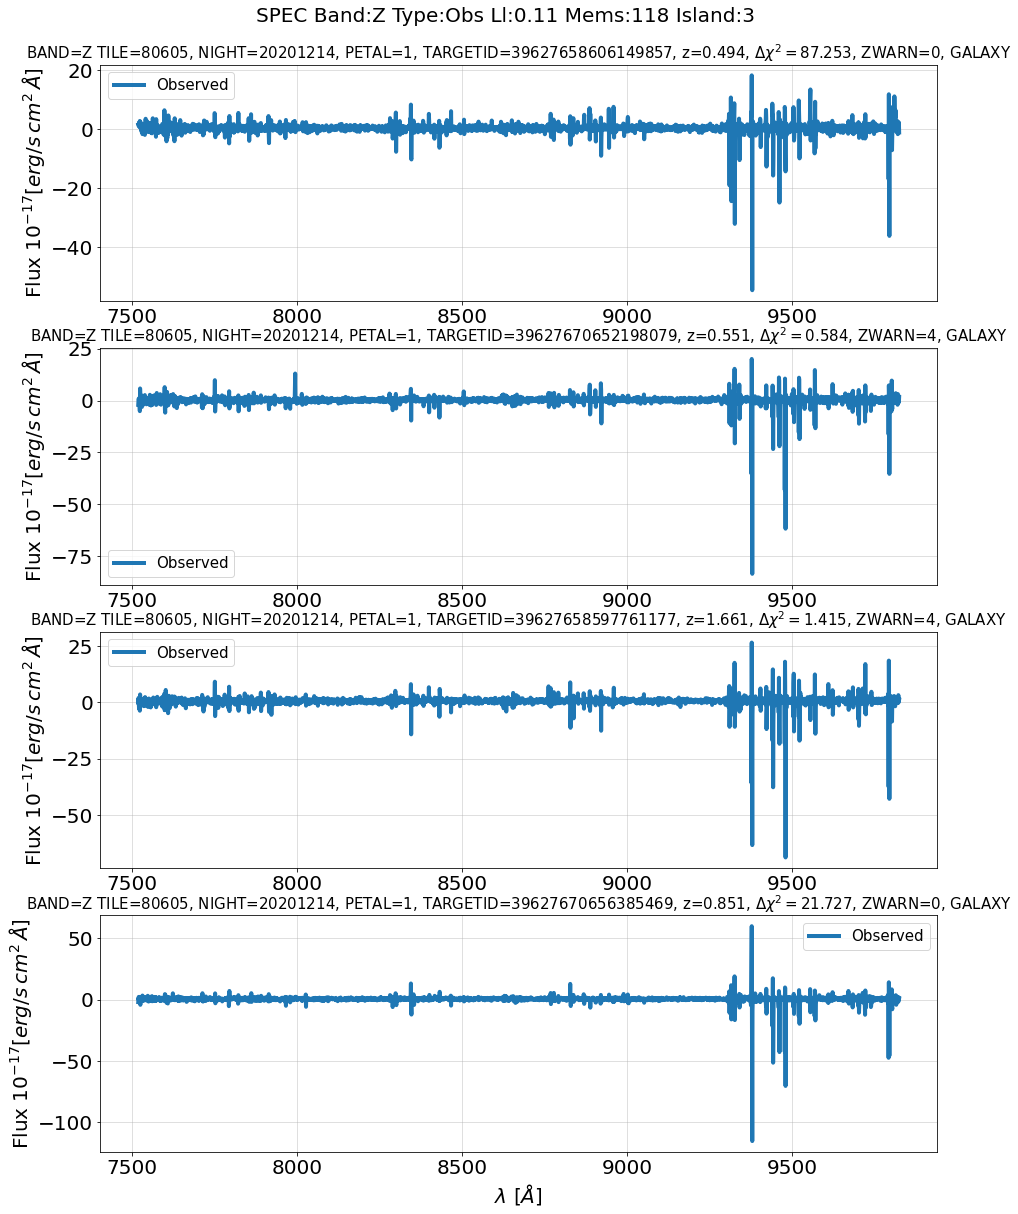 SPEC Band:Z Type:Obs Ll:0.11 Mems:118 Island:3
BAND=Z TILE=80605, NIGHT=20201214, PETAL=1, TARGETID=39627658606149857, z=0.494, Δχ²=87.253, ZWARN=0, GALAXY
Flux 10⁻¹⁷[erg/s cm² Å]
20
0
−20
−40
Observed
7500 8000 8500 9000 9500
BAND=Z TILE=80605, NIGHT=20201214, PETAL=1, TARGETID=39627670652198079, z=0.551, Δχ²=0.584, ZWARN=4, GALAXY
Flux 10⁻¹⁷[erg/s cm² Å]
25
0
−25
−50
−75
Observed
7500 8000 8500 9000 9500
BAND=Z TILE=80605, NIGHT=20201214, PETAL=1, TARGETID=39627658597761177, z=1.661, Δχ²=1.415, ZWARN=4, GALAXY
Flux 10⁻¹⁷[erg/s cm² Å]
25
0
−25
−50
Observed
7500 8000 8500 9000 9500
BAND=Z TILE=80605, NIGHT=20201214, PETAL=1, TARGETID=39627670656385469, z=0.851, Δχ²=21.727, ZWARN=0, GALAXY
Flux 10⁻¹⁷[erg/s cm² Å]
50
0
−50
−100
Observed
7500 8000 8500 9000 9500
λ [Å]